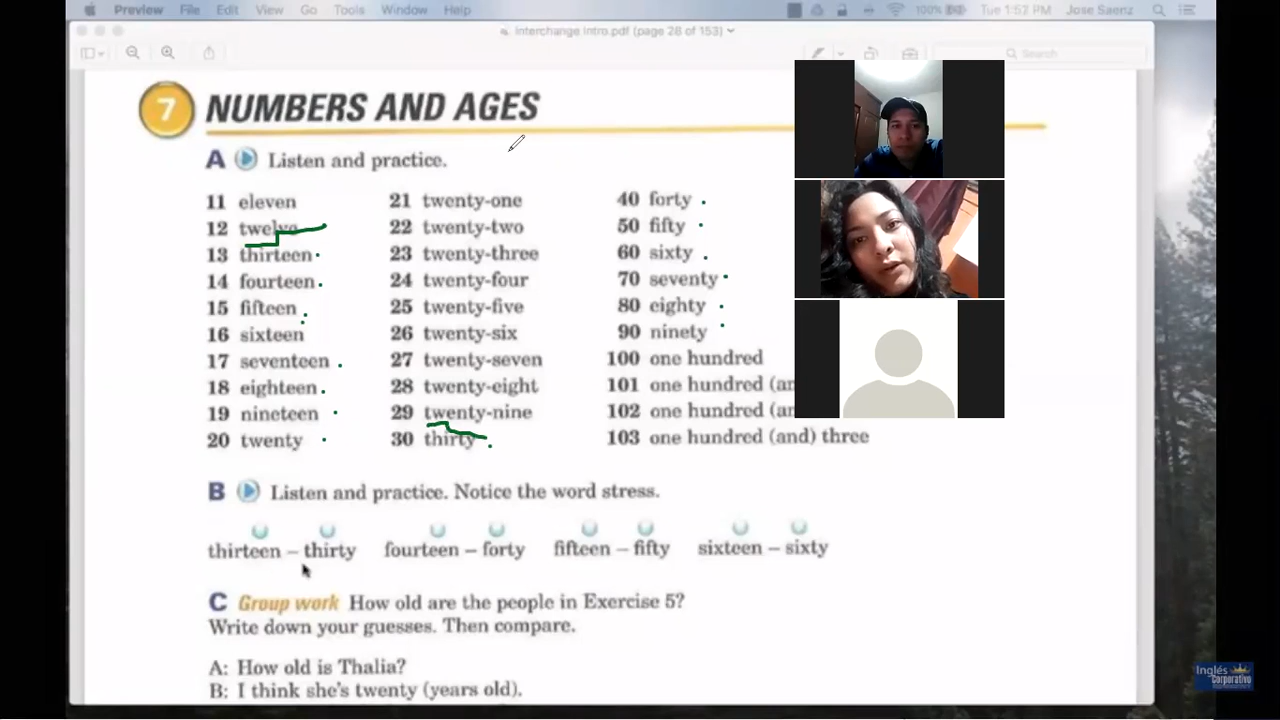 Preview File Edit View Go Tools Window Help 100% Tue 1:57 PM Jose Saenz
Interchange Intro.pdf (page 28 of 153)
Search
7 NUMBERS AND AGES
A Listen and practice.
11 eleven 21 twenty-one 40 forty
12 twelve 22 twenty-two 50 fifty
13 thirteen 23 twenty-three 60 sixty
14 fourteen 24 twenty-four 70 seventy
15 fifteen 25 twenty-five 80 eighty
16 sixteen 26 twenty-six 90 ninety
17 seventeen 27 twenty-seven 100 one hundred
18 eighteen 28 twenty-eight 101 one hundred (an
19 nineteen 29 twenty-nine 102 one hundred (an
20 twenty 30 thirty 103 one hundred (and) three
B Listen and practice. Notice the word stress.
thirteen – thirty fourteen – forty fifteen – fifty sixteen – sixty
C Group work How old are the people in Exercise 5?
Write down your guesses. Then compare.
A: How old is Thalia?
B: I think she's twenty (years old).
Inglés
Corporativo